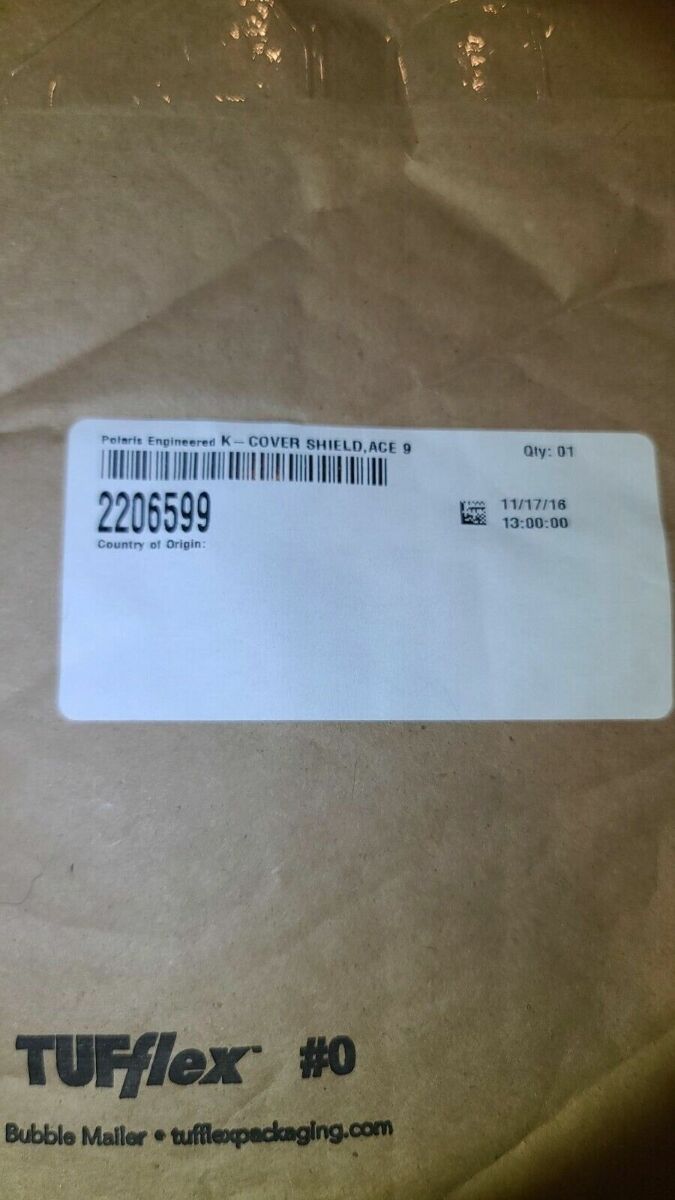 Polaris Engineered K-COVER SHIELD,ACE 9
Qty: 01
2206599
11/17/16
13:00:00
Country of Origin:
TUFflex™ #0
Bubble Mailer • tufflexpackaging.com